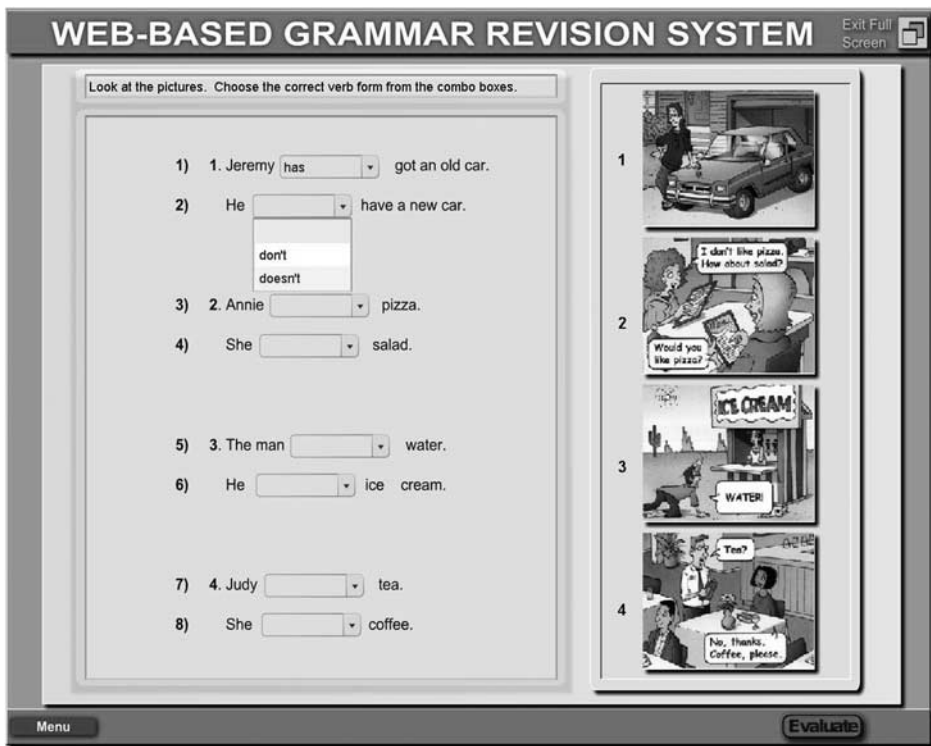 WEB-BASED GRAMMAR REVISION SYSTEM
Exit Full
Screen
Look at the pictures. Choose the correct verb form from the combo boxes.
1) 1. Jeremy has got an old car.
2) He have a new car.
don't
doesn't
3) 2. Annie pizza.
4) She salad.
5) 3. The man water.
6) He ice cream.
7) 4. Judy tea.
8) She coffee.
1
2
I don't like pizza.
How about salad?
Would you
like pizza?
3
ICE CREAM
WATER!
4
Tea?
No, thanks.
Coffee, please.
Menu
Evaluate